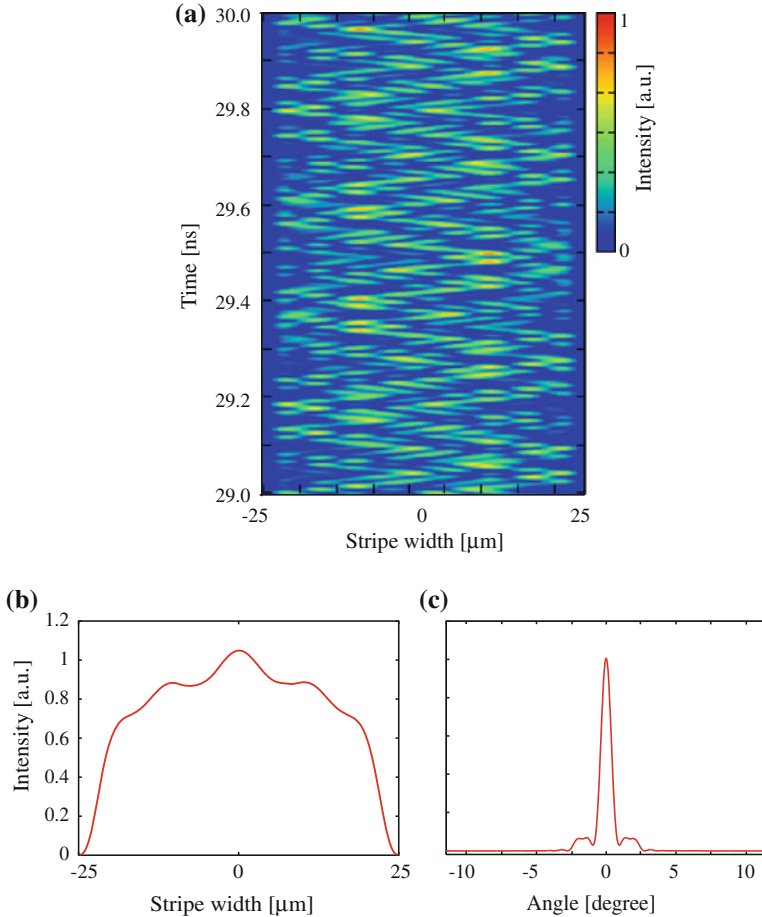 (a)
30.0
29.8
29.6
29.4
29.2
29.0
Time [ns]
-25
0
25
Stripe width [μm]
1
0
Intensity [a.u.]
(b)
1.2
1
0.8
0.6
0.4
0.2
0
Intensity [a.u.]
-25
0
25
Stripe width [μm]
(c)
-10
-5
0
5
10
Angle [degree]